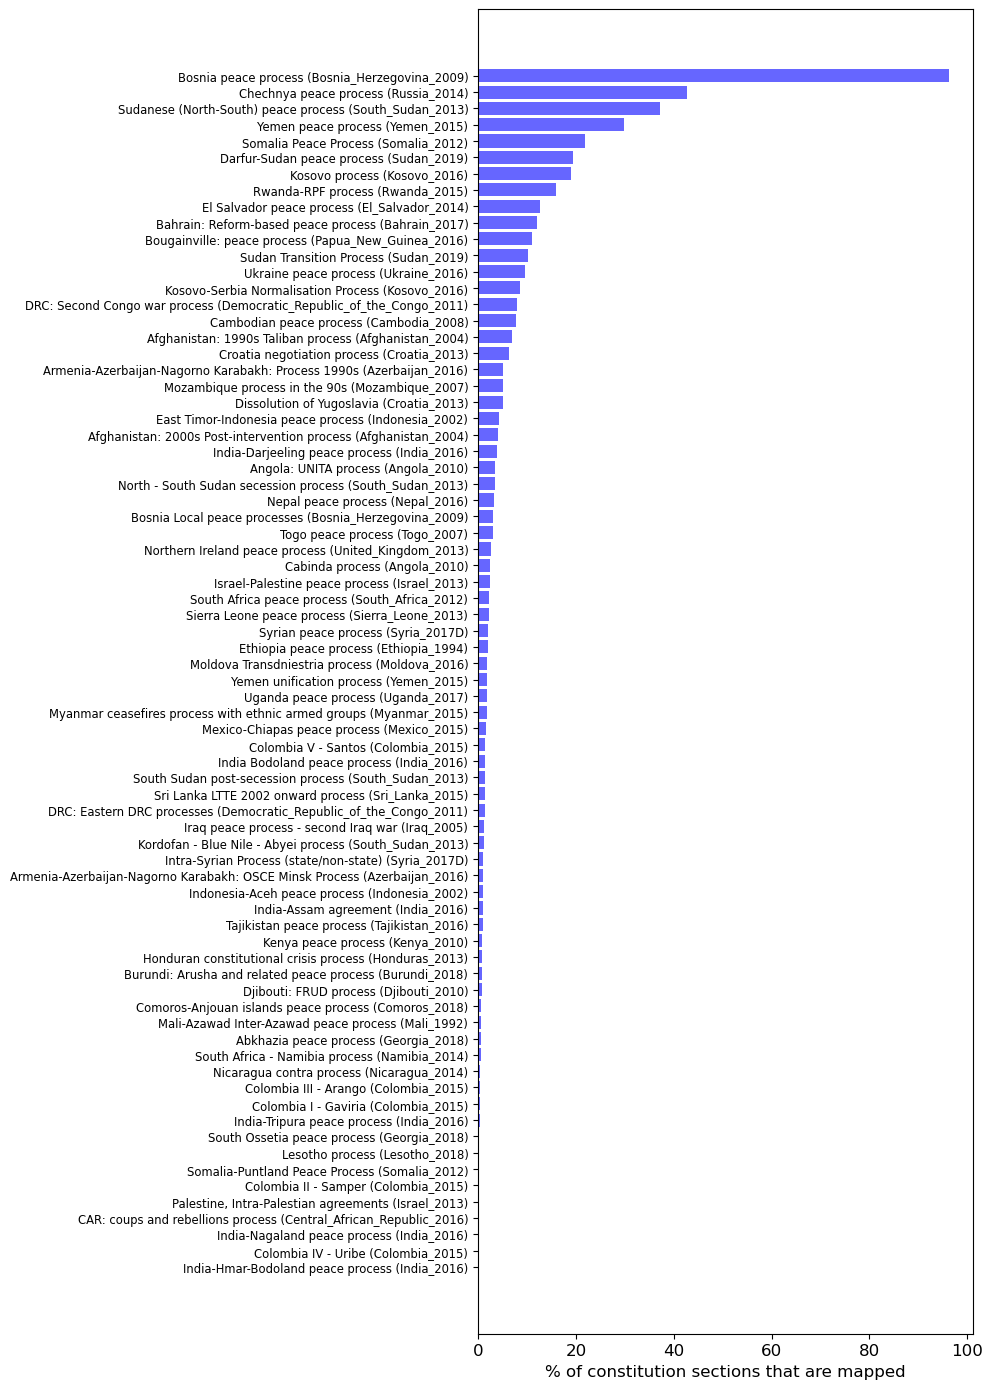 Bosnia peace process (Bosnia_Herzegovina_2009)
Chechnya peace process (Russia_2014)
Sudanese (North-South) peace process (South_Sudan_2013)
Yemen peace process (Yemen_2015)
Somalia Peace Process (Somalia_2012)
Darfur-Sudan peace process (Sudan_2019)
Kosovo process (Kosovo_2016)
Rwanda-RPF process (Rwanda_2015)
El Salvador peace process (El_Salvador_2014)
Bahrain: Reform-based peace process (Bahrain_2017)
Bougainville: peace process (Papua_New_Guinea_2016)
Sudan Transition Process (Sudan_2019)
Ukraine peace process (Ukraine_2016)
Kosovo-Serbia Normalisation Process (Kosovo_2016)
DRC: Second Congo war process (Democratic_Republic_of_the_Congo_2011)
Cambodian peace process (Cambodia_2008)
Afghanistan: 1990s Taliban process (Afghanistan_2004)
Croatia negotiation process (Croatia_2013)
Armenia-Azerbaijan-Nagorno Karabakh: Process 1990s (Azerbaijan_2016)
Mozambique process in the 90s (Mozambique_2007)
Dissolution of Yugoslavia (Croatia_2013)
East Timor-Indonesia peace process (Indonesia_2002)
Afghanistan: 2000s Post-intervention process (Afghanistan_2004)
India-Darjeeling peace process (India_2016)
Angola: UNITA process (Angola_2010)
North - South Sudan secession process (South_Sudan_2013)
Nepal peace process (Nepal_2016)
Bosnia Local peace processes (Bosnia_Herzegovina_2009)
Togo peace process (Togo_2007)
Northern Ireland peace process (United_Kingdom_2013)
Cabinda process (Angola_2010)
Israel-Palestine peace process (Israel_2013)
South Africa peace process (South_Africa_2012)
Sierra Leone peace process (Sierra_Leone_2013)
Syrian peace process (Syria_2017D)
Ethiopia peace process (Ethiopia_1994)
Moldova Transdniestria process (Moldova_2016)
Yemen unification process (Yemen_2015)
Uganda peace process (Uganda_2017)
Myanmar ceasefires process with ethnic armed groups (Myanmar_2015)
Mexico-Chiapas peace process (Mexico_2015)
Colombia V - Santos (Colombia_2015)
India Bodoland peace process (India_2016)
South Sudan post-secession process (South_Sudan_2013)
Sri Lanka LTTE 2002 onward process (Sri_Lanka_2015)
DRC: Eastern DRC processes (Democratic_Republic_of_the_Congo_2011)
Iraq peace process - second Iraq war (Iraq_2005)
Kordofan - Blue Nile - Abyei process (South_Sudan_2013)
Intra-Syrian Process (state/non-state) (Syria_2017D)
Armenia-Azerbaijan-Nagorno Karabakh: OSCE Minsk Process (Azerbaijan_2016)
Indonesia-Aceh peace process (Indonesia_2002)
India-Assam agreement (India_2016)
Tajikistan peace process (Tajikistan_2016)
Kenya peace process (Kenya_2010)
Honduran constitutional crisis process (Honduras_2013)
Burundi: Arusha and related peace process (Burundi_2018)
Djibouti: FRUD process (Djibouti_2010)
Comoros-Anjouan islands peace process (Comoros_2018)
Mali-Azawad Inter-Azawad peace process (Mali_1992)
Abkhazia peace process (Georgia_2018)
South Africa - Namibia process (Namibia_2014)
Nicaragua contra process (Nicaragua_2014)
Colombia III - Arango (Colombia_2015)
Colombia I - Gaviria (Colombia_2015)
India-Tripura peace process (India_2016)
South Ossetia peace process (Georgia_2018)
Lesotho process (Lesotho_2018)
Somalia-Puntland Peace Process (Somalia_2012)
Colombia II - Samper (Colombia_2015)
Palestine, Intra-Palestian agreements (Israel_2013)
CAR: coups and rebellions process (Central_African_Republic_2016)
India-Nagaland peace process (India_2016)
Colombia IV - Uribe (Colombia_2015)
India-Hmar-Bodoland peace process (India_2016)
0 20 40 60 80 100
% of constitution sections that are mapped